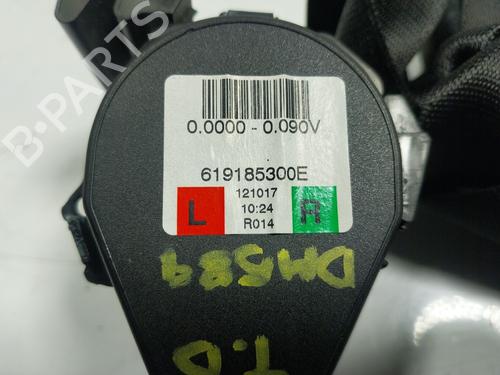 B-PARTS
0.0000 - 0.090V
619185300E
L
121017
10:24
R014
R
DM589
T.D